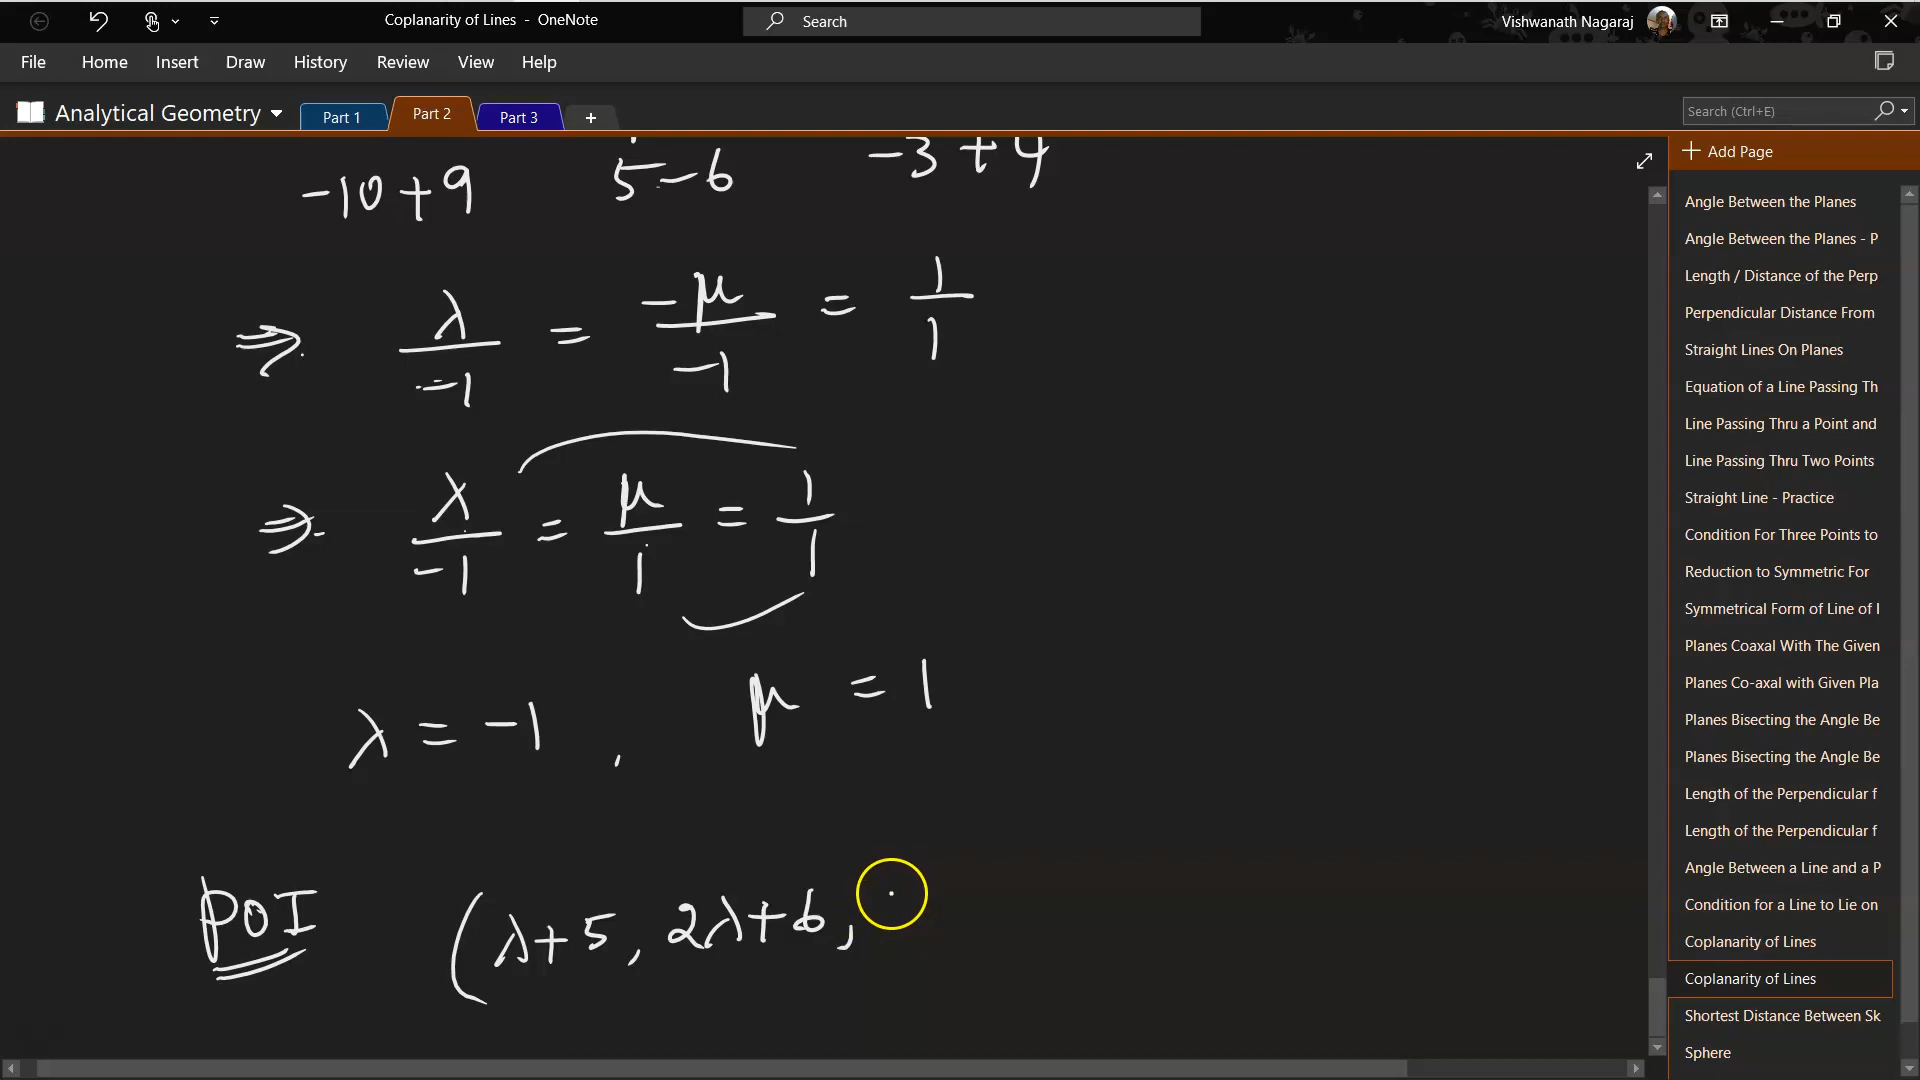 Coplanarity of Lines - OneNote
Search
Vishwanath Nagaraj
File Home Insert Draw History Review View Help
Analytical Geometry
Part 1 Part 2 Part 3 +
Search (Ctrl+E)
-10+9 5-6 -3+4
⇒ λ/-1 = -μ/-1 = 1/1
⇒ λ/-1 = μ/1 = 1/1
λ = -1 , μ = 1
POI (λ+5, 2λ+6,
Add Page
Angle Between the Planes
Angle Between the Planes - P
Length / Distance of the Perp
Perpendicular Distance From
Straight Lines On Planes
Equation of a Line Passing Th
Line Passing Thru a Point and
Line Passing Thru Two Points
Straight Line - Practice
Condition For Three Points to
Reduction to Symmetric For
Symmetrical Form of Line of I
Planes Coaxal With The Given
Planes Co-axal with Given Pla
Planes Bisecting the Angle Be
Planes Bisecting the Angle Be
Length of the Perpendicular f
Length of the Perpendicular f
Angle Between a Line and a P
Condition for a Line to Lie on
Coplanarity of Lines
Coplanarity of Lines
Shortest Distance Between Sk
Sphere